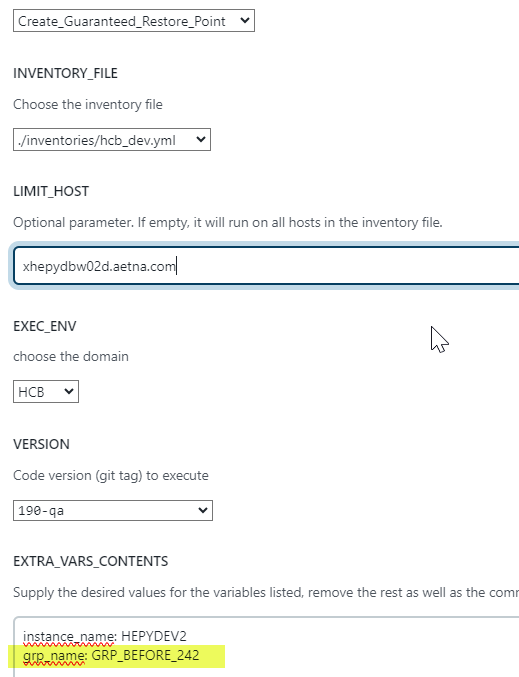 Create_Guaranteed_Restore_Point
INVENTORY_FILE
Choose the inventory file
./inventories/hcb_dev.yml
LIMIT_HOST
Optional parameter. If empty, it will run on all hosts in the inventory file.
xhepydbw02d.aetna.com
EXEC_ENV
choose the domain
HCB
VERSION
Code version (git tag) to execute
190-qa
EXTRA_VARS_CONTENTS
Supply the desired values for the variables listed, remove the rest as well as the
instance_name: HEPYDEV2
grp_name: GRP_BEFORE_242